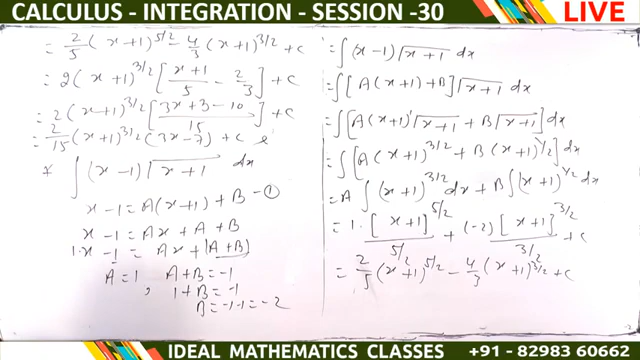 CALCULUS - INTEGRATION - SESSION -30
LIVE
= 2/5 (x+1)^5/2 - 4/3 (x+1)^3/2 + c
= 2(x+1)^3/2 [x+1/5 - 2/3] + c
= 2(x+1)^3/2 [3x+3-10/15] + c
= 2/15 (x+1)^3/2 (3x-7) + c
* ∫(x-1)√x+1 dx
x-1 = A(x+1) + B - ①
x-1 = Ax + A + B
1·x - 1 = Ax + (A+B)
A = 1, A+B = -1
1+B = -1
B = -1-1 = -2
= ∫(x-1)√x+1 dx
= ∫[A(x+1)+B]√x+1 dx
= ∫[A(x+1)¹√x+1 + B√x+1] dx
= ∫[A(x+1)^3/2 + B(x+1)^1/2] dx
= A∫(x+1)^3/2 dx + B∫(x+1)^1/2 dx
= 1·[x+1]^5/2 / 5/2 + (-2)[x+1]^3/2 / 3/2 + c
= 2/5 (x+1)^5/2 - 4/3 (x+1)^3/2 + c
IDEAL MATHEMATICS CLASSES
+91 - 82983 60662